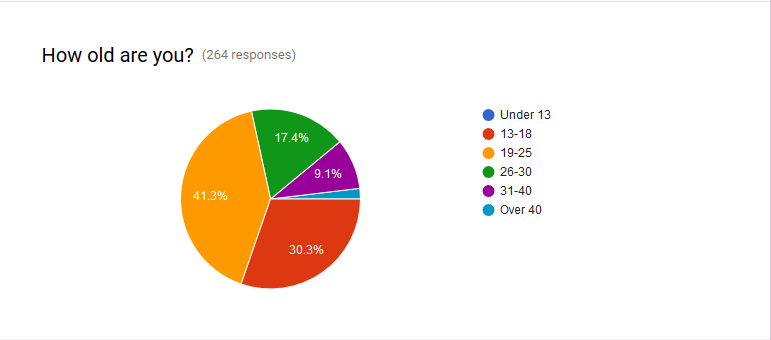 How old are you? (264 responses)
17.4%
9.1%
41.3%
30.3%
Under 13
13-18
19-25
26-30
31-40
Over 40